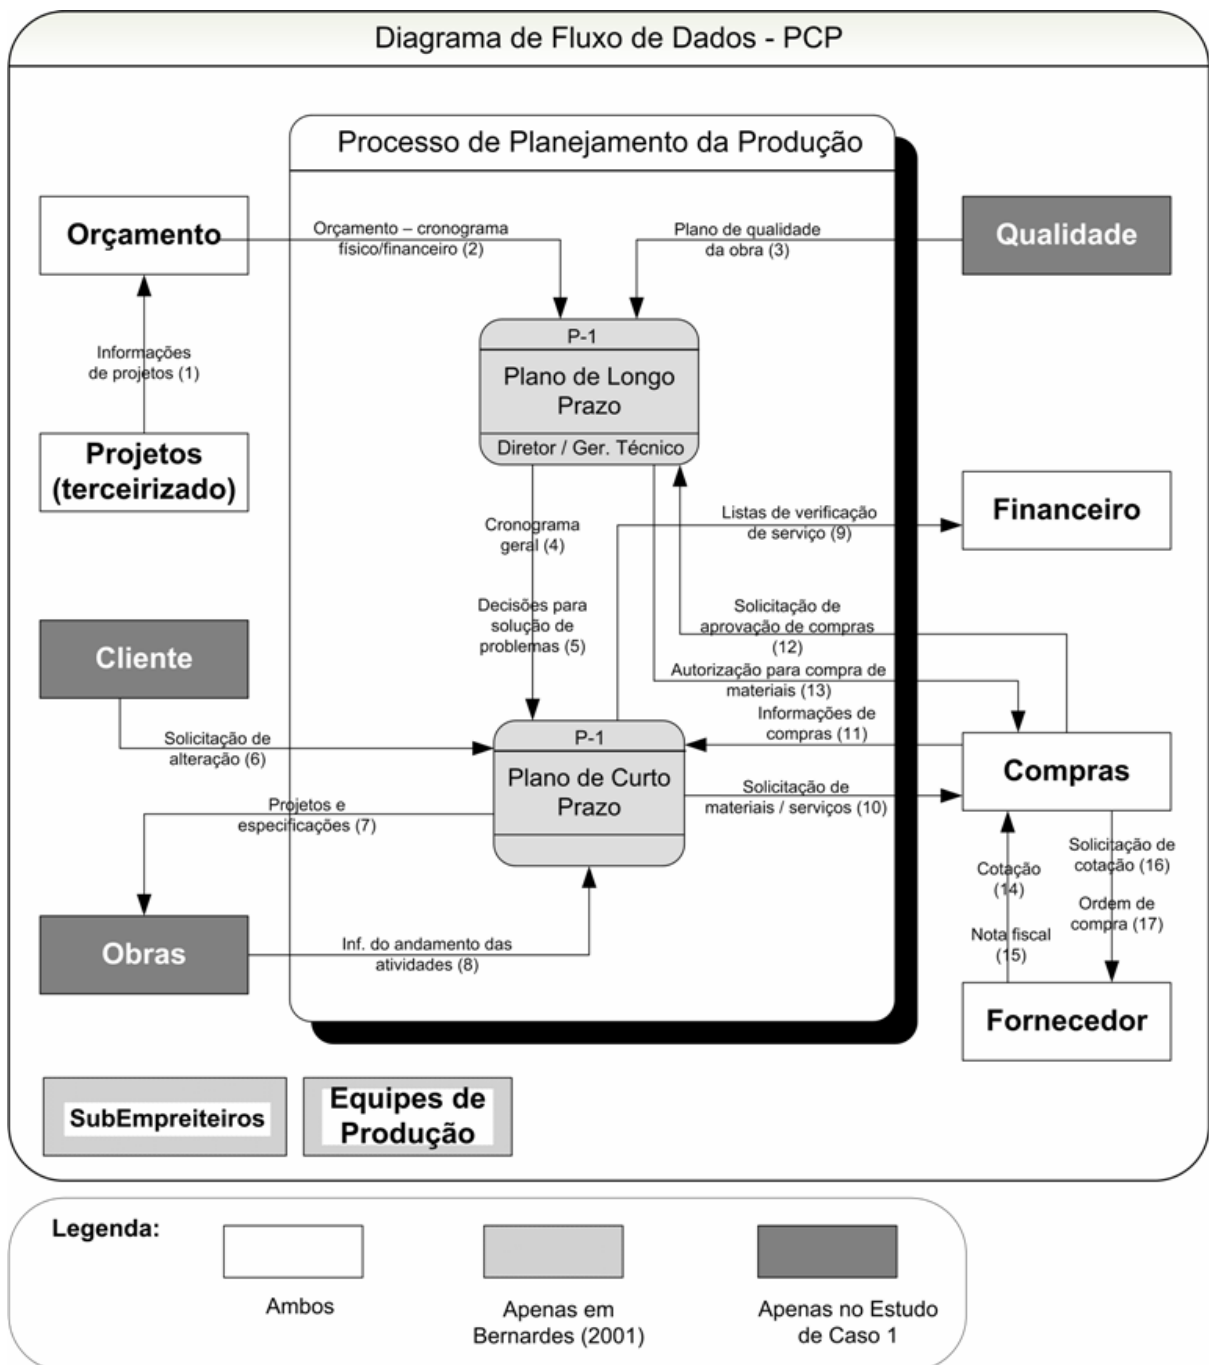 Diagrama de Fluxo de Dados - PCP
Processo de Planejamento da Produção
Orçamento
Orçamento – cronograma
físico/financeiro (2)
Plano de qualidade
da obra (3)
Qualidade
Informações
de projetos (1)
P-1
Plano de Longo
Prazo
Diretor / Ger. Técnico
Projetos
(terceirizado)
Cronograma
geral (4)
Listas de verificação
de serviço (9)
Financeiro
Decisões para
solução de
problemas (5)
Solicitação de
aprovação de compras
(12)
Cliente
Autorização para compra de
materiais (13)
Solicitação de
alteração (6)
P-1
Plano de Curto
Prazo
Informações de
compras (11)
Compras
Solicitação de
materiais / serviços (10)
Projetos e
especificações (7)
Cotação
(14)
Nota fiscal
(15)
Solicitação de
cotação (16)
Ordem de
compra (17)
Obras
Inf. do andamento das
atividades (8)
Fornecedor
SubEmpreiteiros
Equipes de
Produção
Legenda:
Ambos
Apenas em
Bernardes (2001)
Apenas no Estudo
de Caso 1